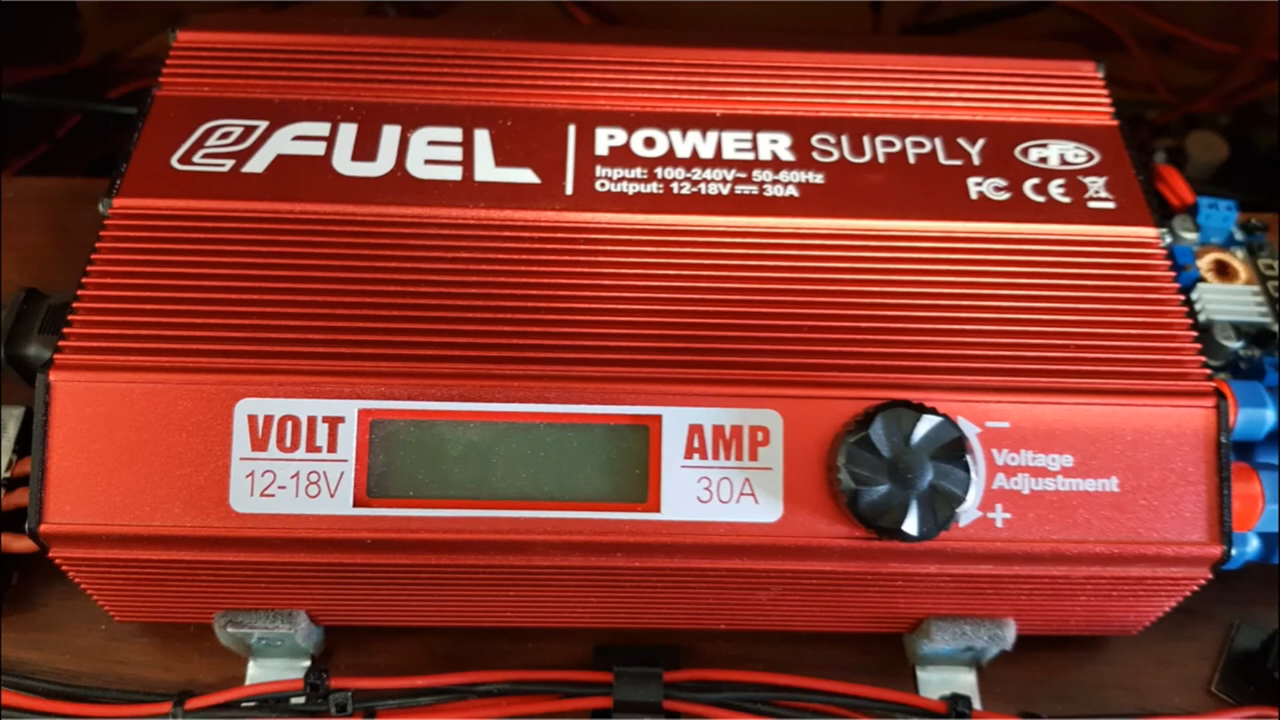 eFUEL
POWER SUPPLY
Input: 100-240V~ 50-60Hz
Output: 12-18V⎓ 30A
PFC
FC CE
VOLT
12-18V
AMP
30A
−
Voltage
Adjustment
+